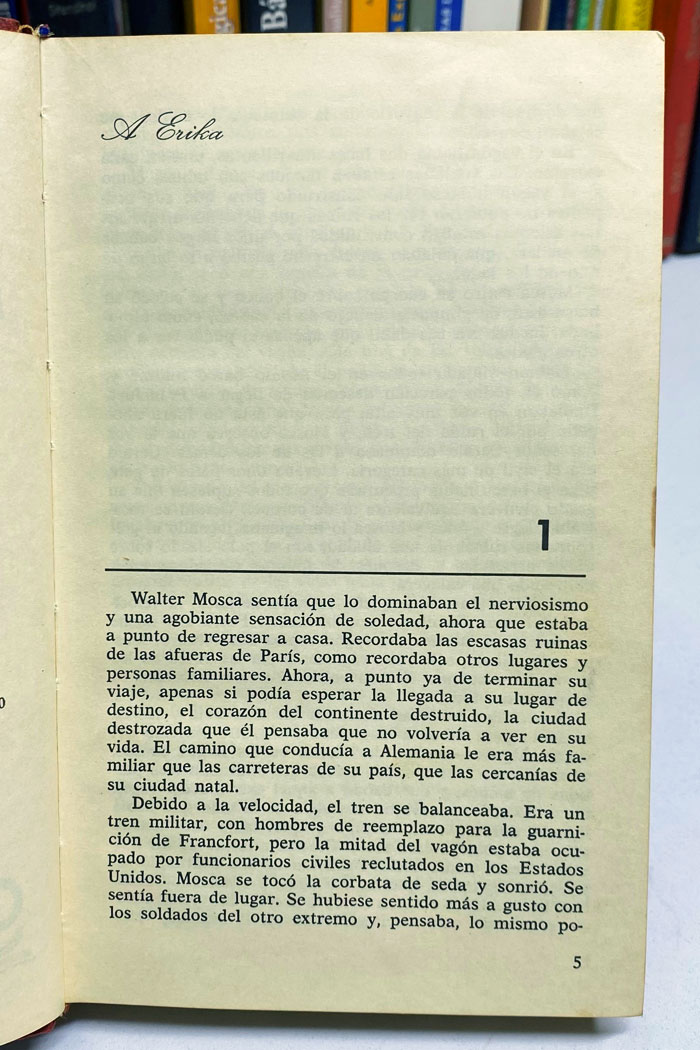 A Erika
1
Walter Mosca sentía que lo dominaban el nerviosismo
y una agobiante sensación de soledad, ahora que estaba
a punto de regresar a casa. Recordaba las escasas ruinas
de las afueras de París, como recordaba otros lugares y
personas familiares. Ahora, a punto ya de terminar su
viaje, apenas si podía esperar la llegada a su lugar de
destino, el corazón del continente destruido, la ciudad
destrozada que él pensaba que no volvería a ver en su
vida. El camino que conducía a Alemania le era más fa-
miliar que las carreteras de su país, que las cercanías de
su ciudad natal.
Debido a la velocidad, el tren se balanceaba. Era un
tren militar, con hombres de reemplazo para la guarni-
ción de Francfort, pero la mitad del vagón estaba ocu-
pado por funcionarios civiles reclutados en los Estados
Unidos. Mosca se tocó la corbata de seda y sonrió. Se
sentía fuera de lugar. Se hubiese sentido más a gusto con
los soldados del otro extremo y, pensaba, lo mismo po-
5